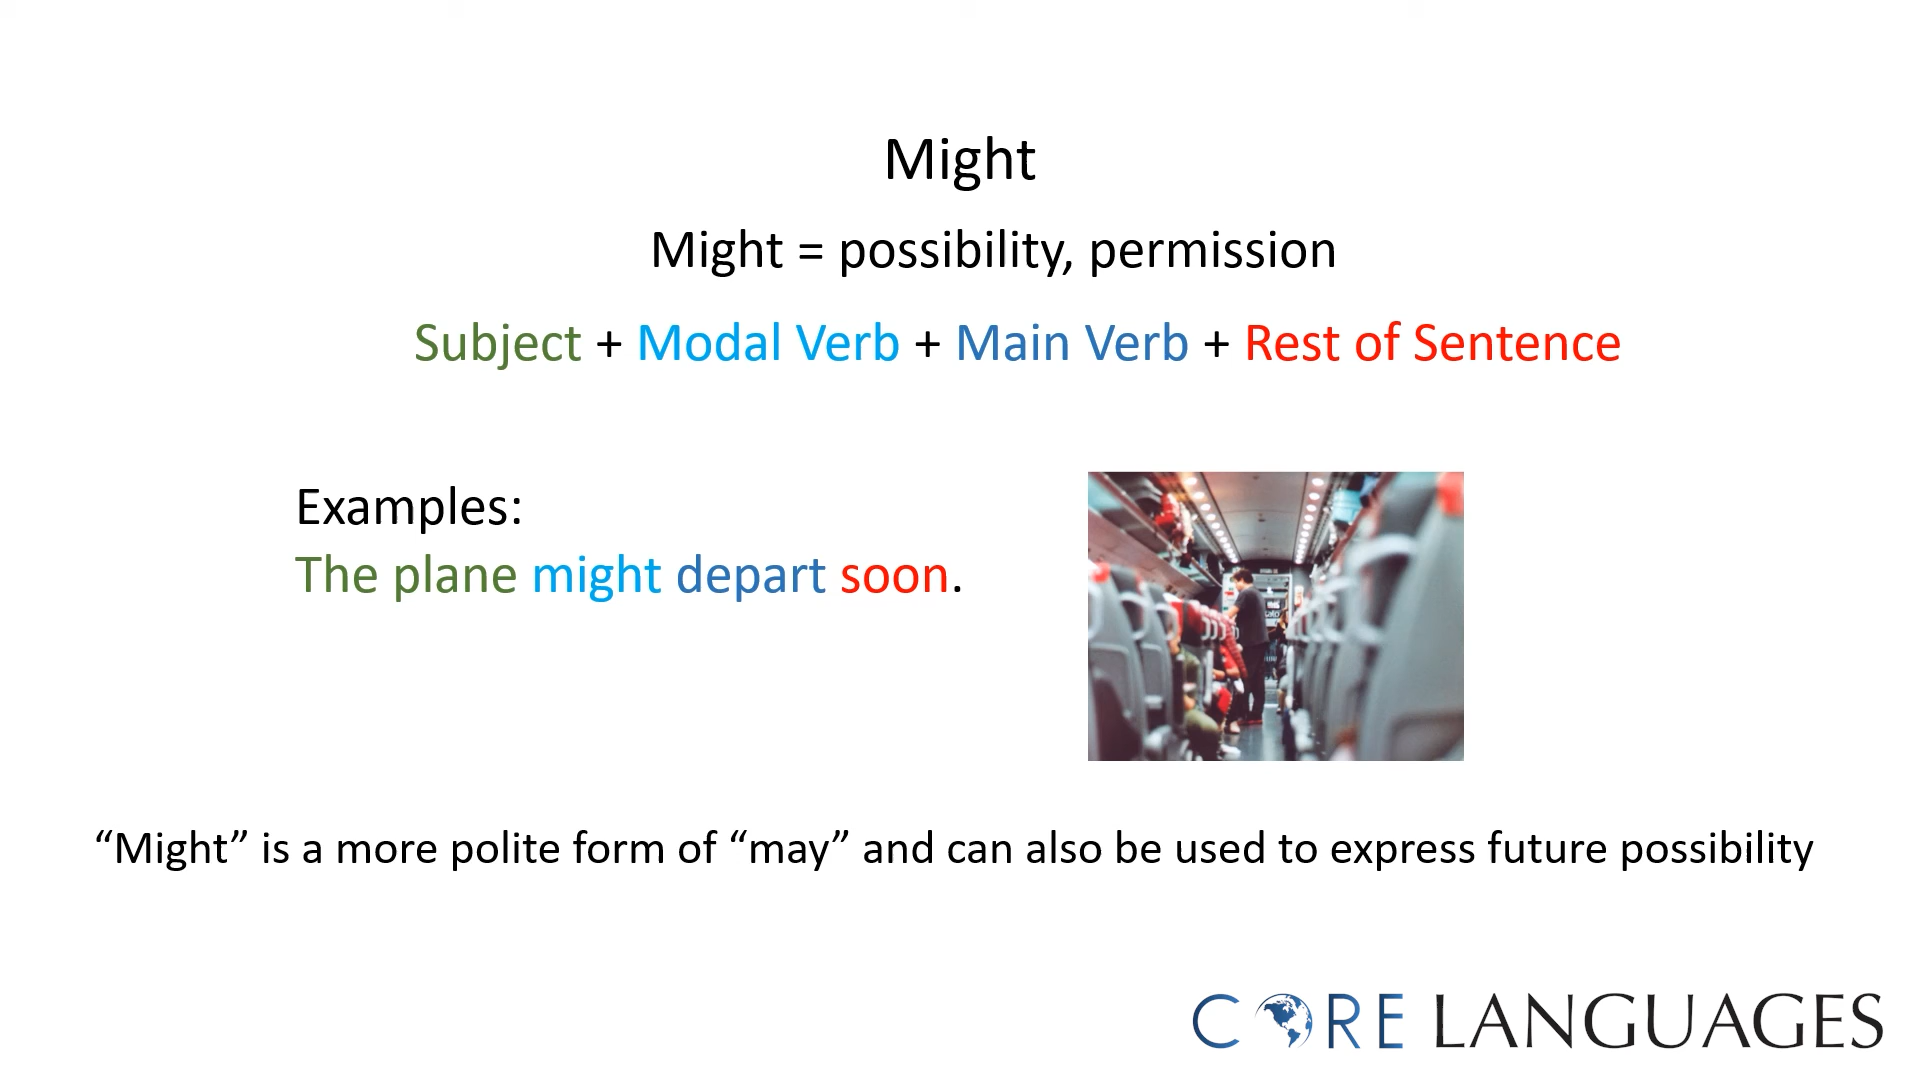 Might
Might = possibility, permission
Subject + Modal Verb + Main Verb + Rest of Sentence
Examples:
The plane might depart soon.
“Might” is a more polite form of “may” and can also be used to express future possibility
CORE LANGUAGES